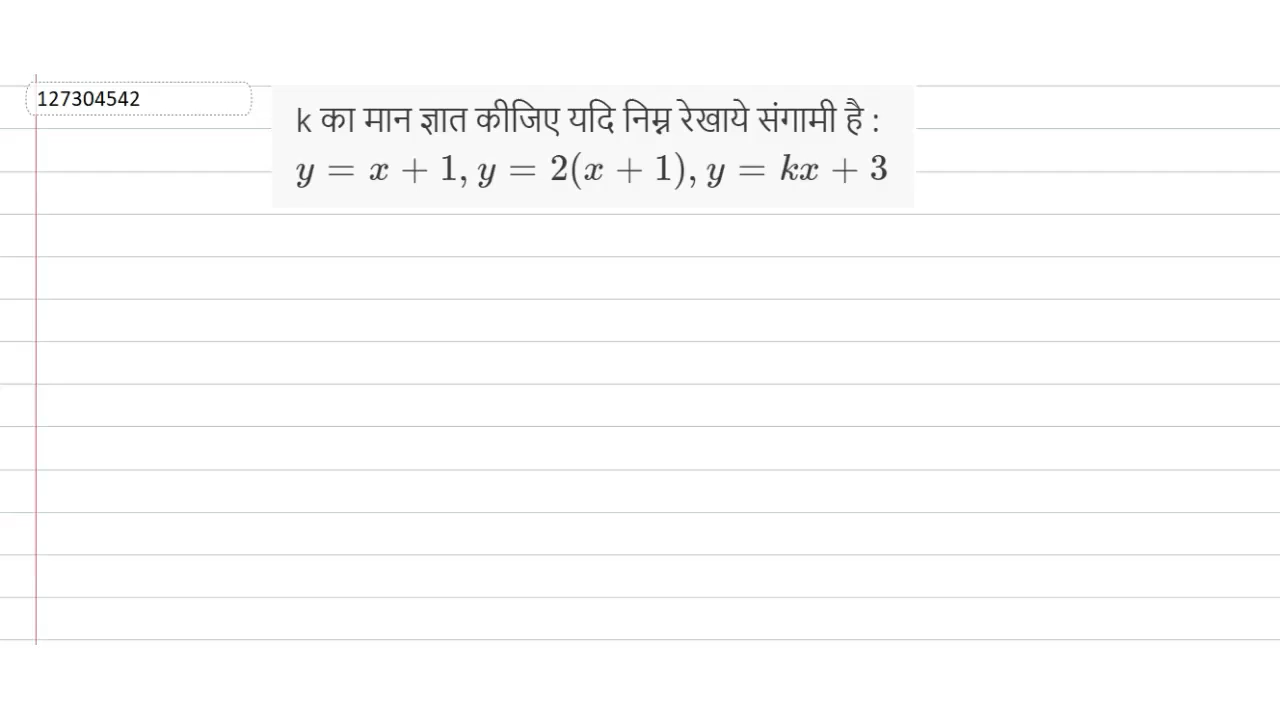 127304542
k का मान ज्ञात कीजिए यदि निम्न रेखाये संगामी है :
y = x + 1, y = 2(x + 1), y = kx + 3